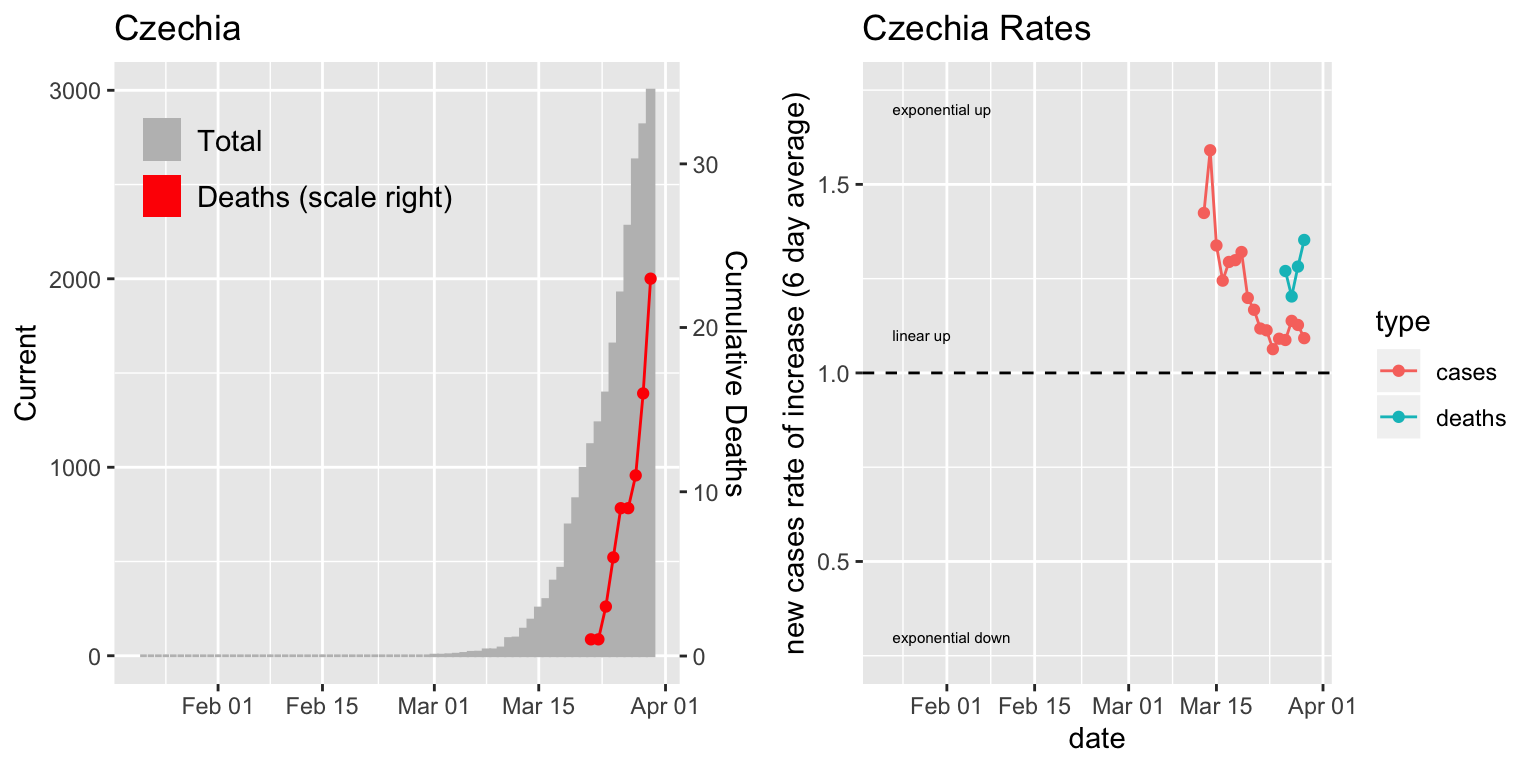 Czechia
3000
2000
1000
0
Current
Total
Deaths (scale right)
30
20
10
0
Cumulative Deaths
Feb 01 Feb 15 Mar 01 Mar 15 Apr 01
Czechia Rates
new cases rate of increase (6 day average)
1.5
1.0
0.5
exponential up
linear up
exponential down
Feb 01 Feb 15 Mar 01 Mar 15 Apr 01
date
type
cases
deaths